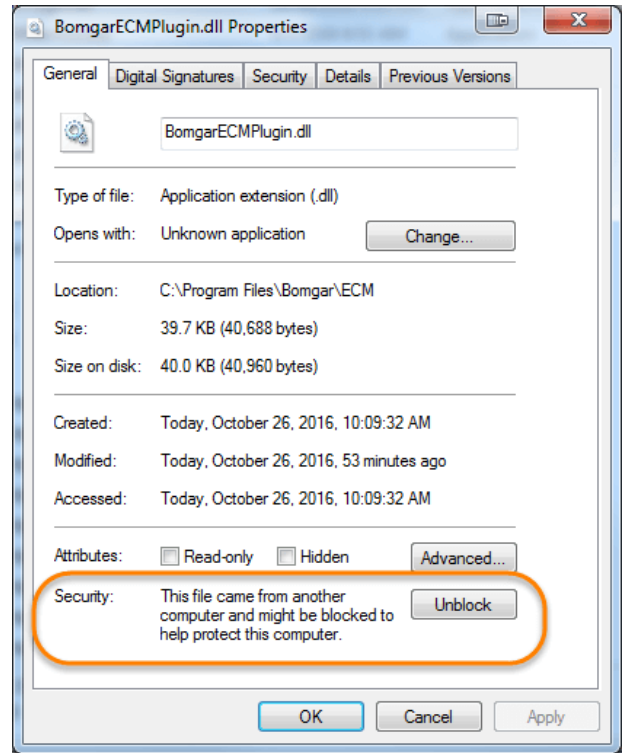 BomgarECMPlugin.dll Properties
General Digital Signatures Security Details Previous Versions
BomgarECMPlugin.dll
Type of file: Application extension (.dll)
Opens with: Unknown application Change...
Location: C:\Program Files\Bomgar\ECM
Size: 39.7 KB (40,688 bytes)
Size on disk: 40.0 KB (40,960 bytes)
Created: Today, October 26, 2016, 10:09:32 AM
Modified: Today, October 26, 2016, 53 minutes ago
Accessed: Today, October 26, 2016, 10:09:32 AM
Attributes: Read-only Hidden Advanced...
Security: This file came from another
computer and might be blocked to
help protect this computer.
Unblock
OK Cancel Apply